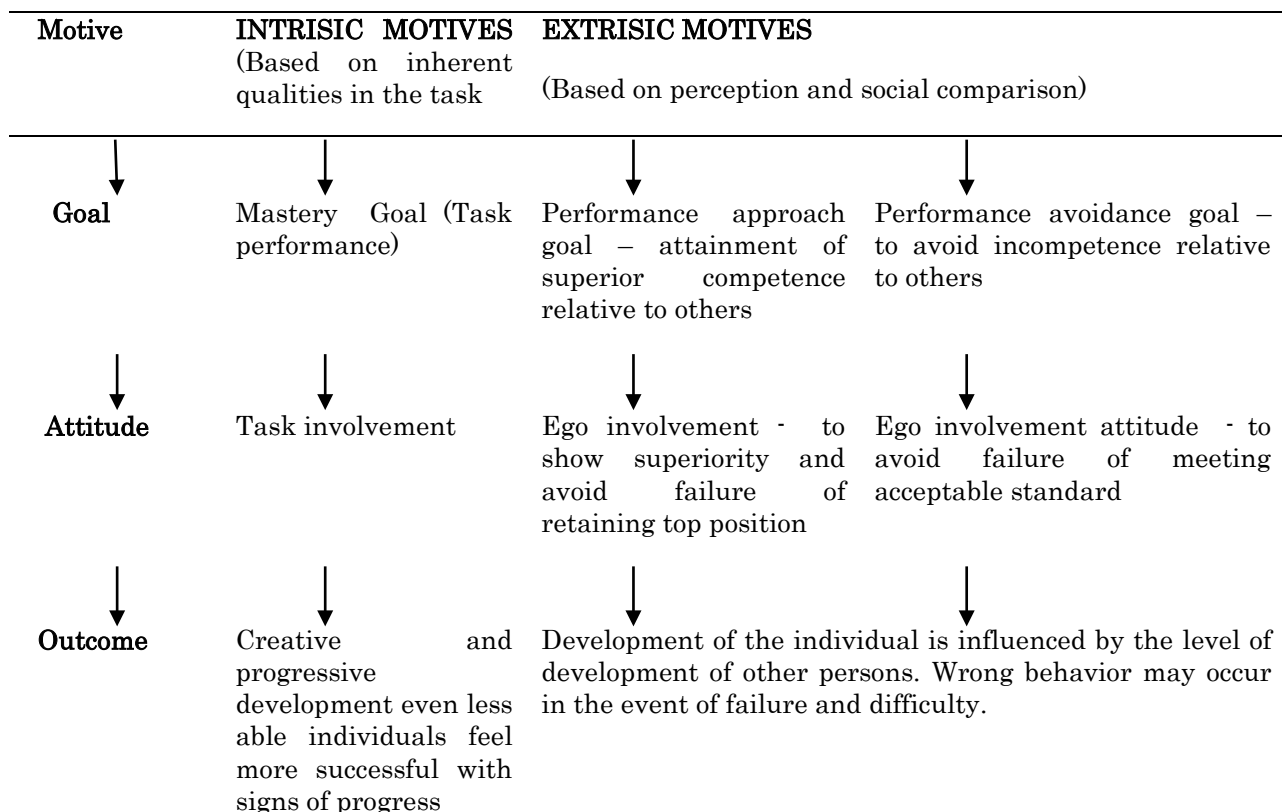 Motive
INTRISIC MOTIVES
(Based on inherent
qualities in the task
EXTRISIC MOTIVES
(Based on perception and social comparison)
Goal
Mastery Goal (Task
performance)
Performance approach
goal – attainment of
superior competence
relative to others
Performance avoidance goal –
to avoid incompetence relative
to others
Attitude
Task involvement
Ego involvement - to
show superiority and
avoid failure of
retaining top position
Ego involvement attitude - to
avoid failure of meeting
acceptable standard
Outcome
Creative and
progressive
development even less
able individuals feel
more successful with
signs of progress
Development of the individual is influenced by the level of
development of other persons. Wrong behavior may occur
in the event of failure and difficulty.